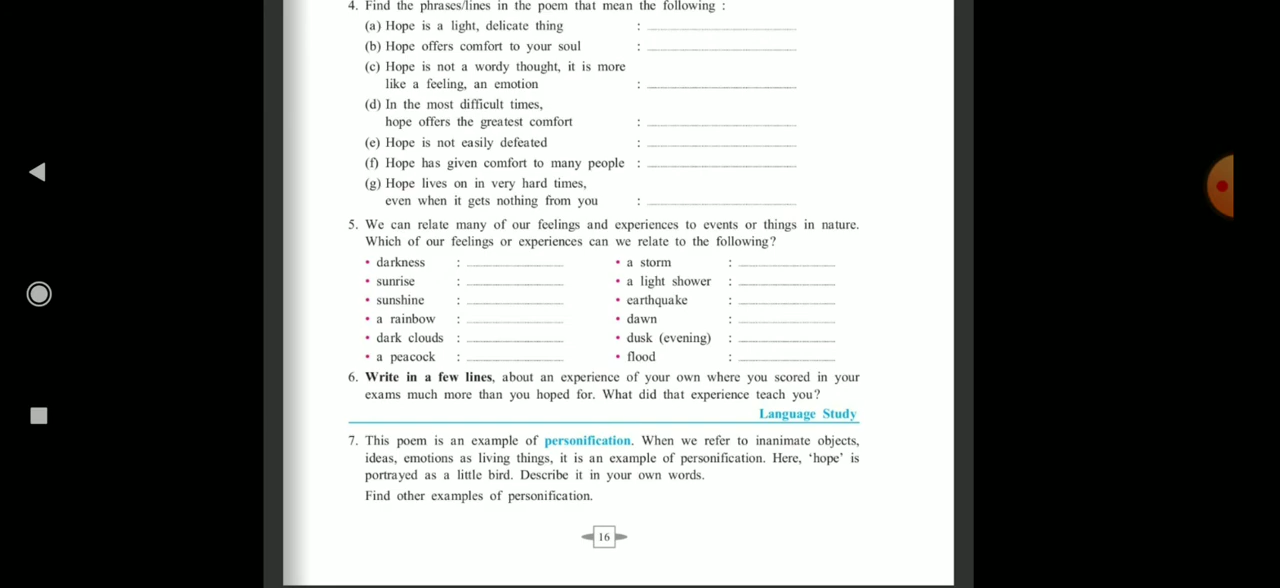 4. Find the phrases/lines in the poem that mean the following :
(a) Hope is a light, delicate thing :
(b) Hope offers comfort to your soul :
(c) Hope is not a wordy thought, it is more
like a feeling, an emotion :
(d) In the most difficult times,
hope offers the greatest comfort :
(e) Hope is not easily defeated :
(f) Hope has given comfort to many people :
(g) Hope lives on in very hard times,
even when it gets nothing from you :
5. We can relate many of our feelings and experiences to events or things in nature.
Which of our feelings or experiences can we relate to the following?
• darkness : • a storm :
• sunrise : • a light shower :
• sunshine : • earthquake :
• a rainbow : • dawn :
• dark clouds : • dusk (evening) :
• a peacock : • flood :
6. Write in a few lines, about an experience of your own where you scored in your
exams much more than you hoped for. What did that experience teach you?
Language Study
7. This poem is an example of personification. When we refer to inanimate objects,
ideas, emotions as living things, it is an example of personification. Here, ‘hope’ is
portrayed as a little bird. Describe it in your own words.
Find other examples of personification.
16